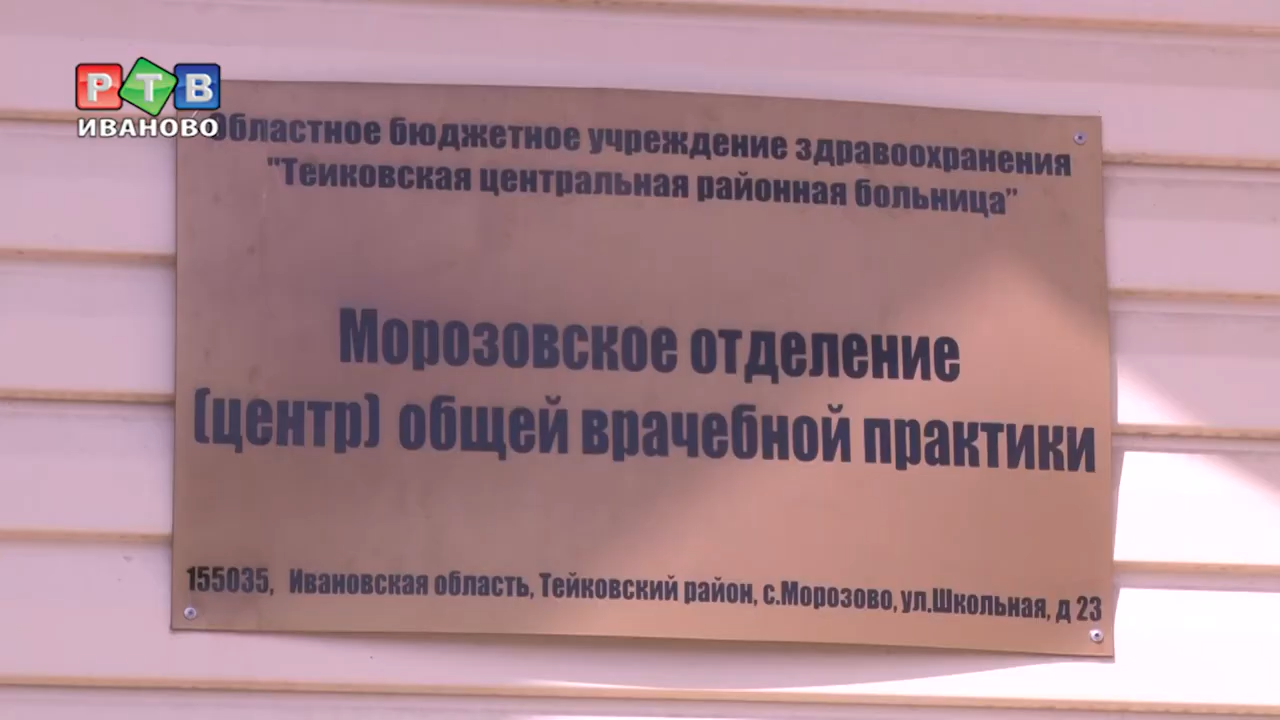 РТВ
ИВАНОВО
Областное бюджетное учреждение здравоохранения
"Теиковская центральная районная больница"
Морозовское отделение
(центр) общей врачебной практики
155035, Ивановская область, Тейковский район, с.Морозово, ул.Школьная, д 23